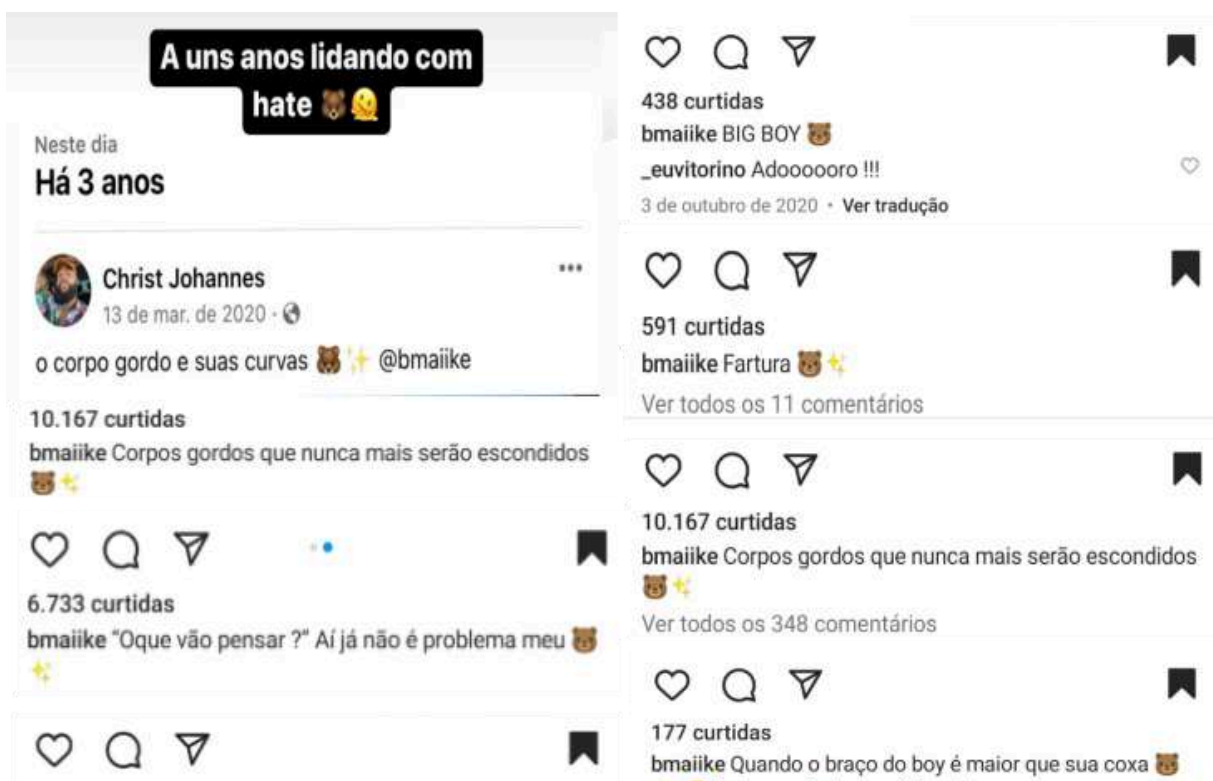 A uns anos lidando com
hate 🐻🫠
Neste dia
Há 3 anos
Christ Johannes
13 de mar. de 2020 ·
o corpo gordo e suas curvas 🐻✨ @bmaiike
10.167 curtidas
bmaiike Corpos gordos que nunca mais serão escondidos
🐻✨
6.733 curtidas
bmaiike “Oque vão pensar ?” Aí já não é problema meu 🐻
✨
438 curtidas
bmaiike BIG BOY 🐻
_euvitorino Adoooooro !!!
3 de outubro de 2020 • Ver tradução
591 curtidas
bmaiike Fartura 🐻✨
Ver todos os 11 comentários
10.167 curtidas
bmaiike Corpos gordos que nunca mais serão escondidos
🐻✨
Ver todos os 348 comentários
177 curtidas
bmaiike Quando o braço do boy é maior que sua coxa 🐻